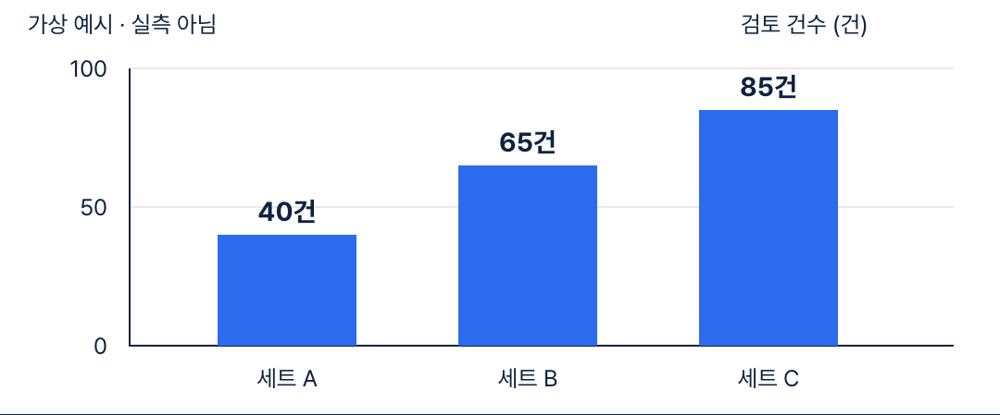 가상 예시 · 실측 아님
검토 건수 (건)
100
85건
65건
50
40건
0
세트 A
세트 B
세트 C